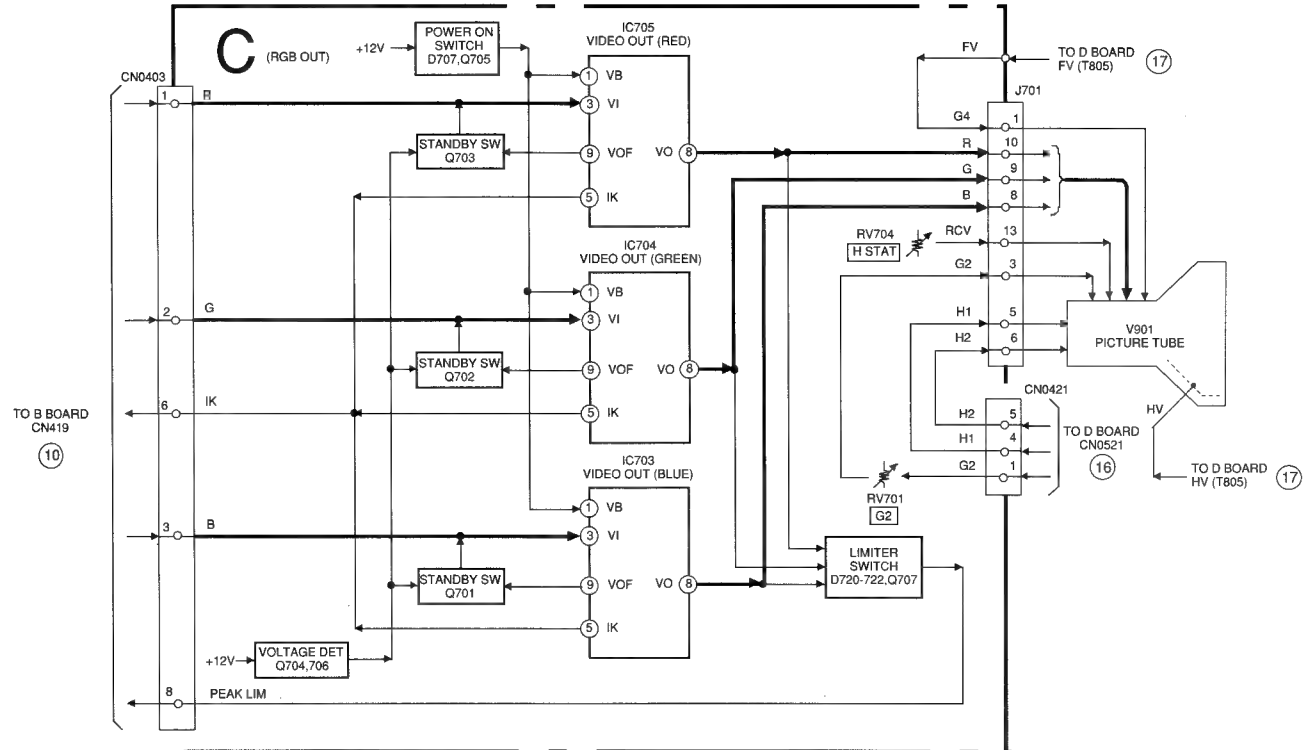 C (RGB OUT)
+12V
POWER ON
SWITCH
D707,Q705
IC705
VIDEO OUT (RED)
1 VB
3 VI
9 VOF
VO 8
5 IK
CN0403
1 R
STANDBY SW
Q703
FV
TO D BOARD
FV (T805)
17
J701
G4 1
R 10
G 9
B 8
RV704
H STAT
RCV 13
G2 3
H1 5
H2 6
V901
PICTURE TUBE
HV
TO D BOARD
HV (T805)
17
IC704
VIDEO OUT (GREEN)
1 VB
3 VI
9 VOF
VO 8
5 IK
2 G
STANDBY SW
Q702
TO B BOARD
CN419
10
6 IK
CN0421
H2 5
H1 4
G2 1
TO D BOARD
CN0521
16
RV701
G2
IC703
VIDEO OUT (BLUE)
1 VB
3 VI
9 VOF
VO 8
5 IK
3 B
STANDBY SW
Q701
LIMITER
SWITCH
D720-722,Q707
+12V
VOLTAGE DET
Q704,706
8 PEAK LIM